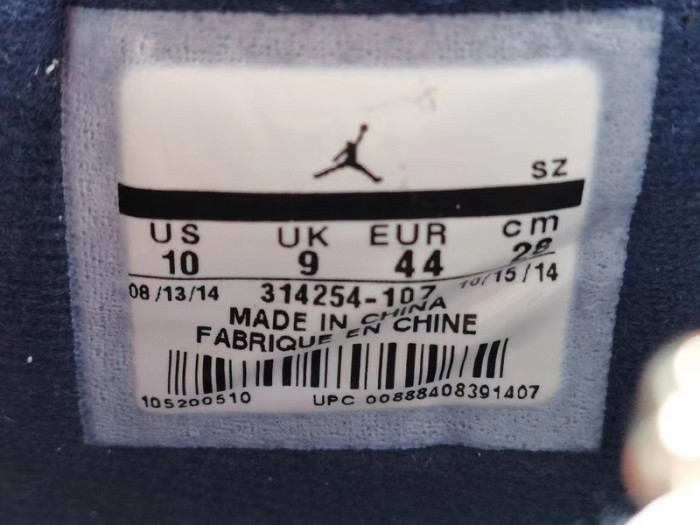 SZ
US UK EUR cm
10 9 44 28
08/13/14 314254-107 10/15/14
MADE IN CHINA
FABRIQUE EN CHINE
105200510 UPC 00888408391407